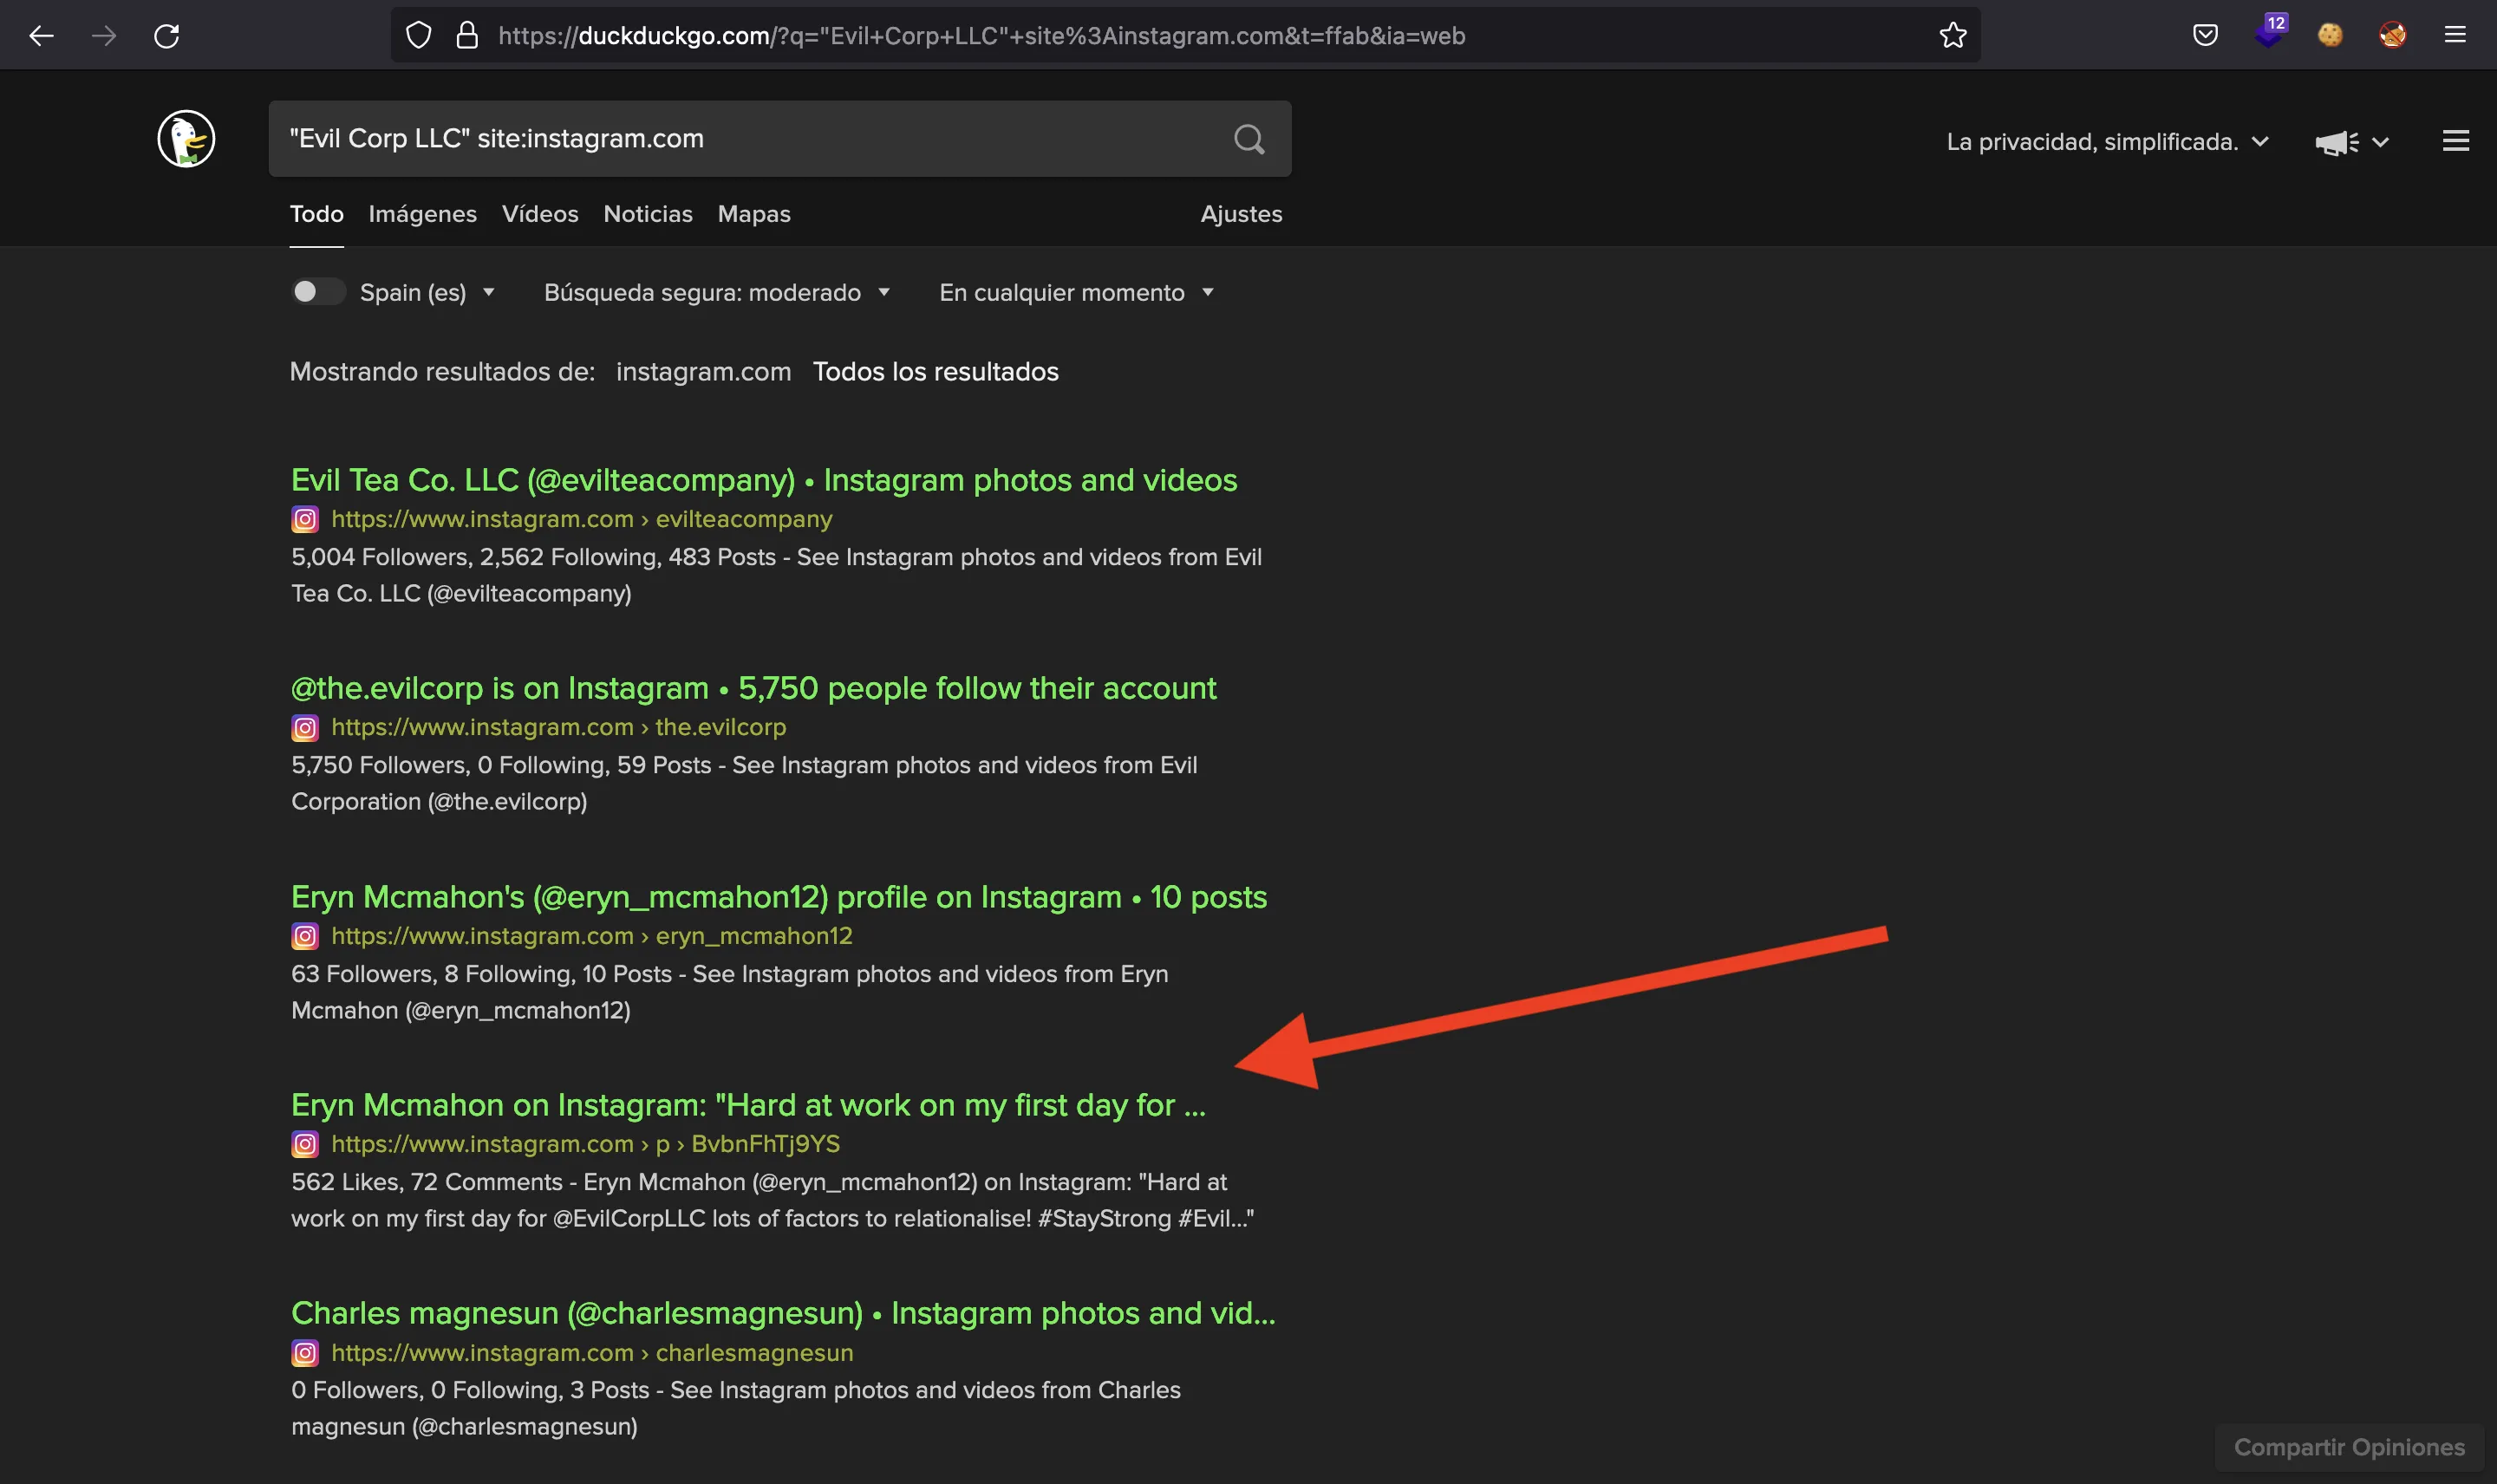 12
https://duckduckgo.com/?q="Evil+Corp+LLC"+site%3Ainstagram.com&t=ffab&ia=web
"Evil Corp LLC" site:instagram.com
La privacidad, simplificada.
Todo Imágenes Vídeos Noticias Mapas Ajustes
Spain (es) Búsqueda segura: moderado En cualquier momento
Mostrando resultados de: instagram.com Todos los resultados
Evil Tea Co. LLC (@evilteacompany) • Instagram photos and videos
https://www.instagram.com › evilteacompany
5,004 Followers, 2,562 Following, 483 Posts - See Instagram photos and videos from Evil
Tea Co. LLC (@evilteacompany)
@the.evilcorp is on Instagram • 5,750 people follow their account
https://www.instagram.com › the.evilcorp
5,750 Followers, 0 Following, 59 Posts - See Instagram photos and videos from Evil
Corporation (@the.evilcorp)
Eryn Mcmahon's (@eryn_mcmahon12) profile on Instagram • 10 posts
https://www.instagram.com › eryn_mcmahon12
63 Followers, 8 Following, 10 Posts - See Instagram photos and videos from Eryn
Mcmahon (@eryn_mcmahon12)
Eryn Mcmahon on Instagram: "Hard at work on my first day for ...
https://www.instagram.com › p › BvbnFhTj9YS
562 Likes, 72 Comments - Eryn Mcmahon (@eryn_mcmahon12) on Instagram: "Hard at
work on my first day for @EvilCorpLLC lots of factors to relationalise! #StayStrong #Evil..."
Charles magnesun (@charlesmagnesun) • Instagram photos and vid...
https://www.instagram.com › charlesmagnesun
0 Followers, 0 Following, 3 Posts - See Instagram photos and videos from Charles
magnesun (@charlesmagnesun)
Compartir Opiniones